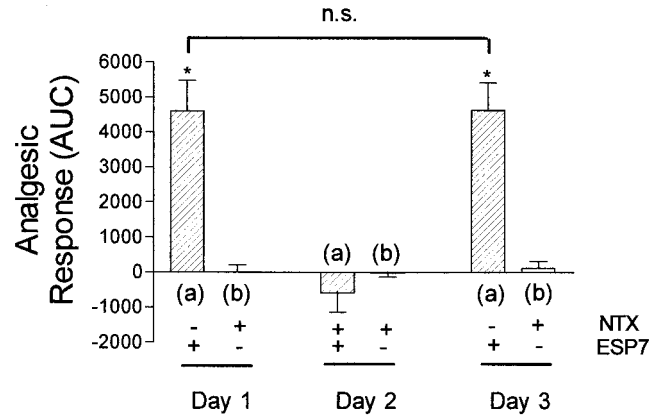 n.s.
Analgesic
Response (AUC)
6000
5000
4000
3000
2000
1000
0
-1000
-2000
* *
(a) (b)
(a) (b) (a) (b)
- + + + - + NTX
+ - + - + - ESP7
Day 1 Day 2 Day 3